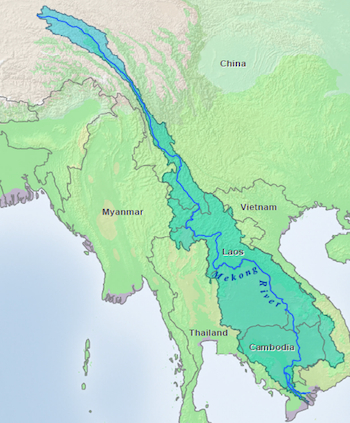 China
Myanmar
Vietnam
Laos
Mekong River
Thailand
Cambodia